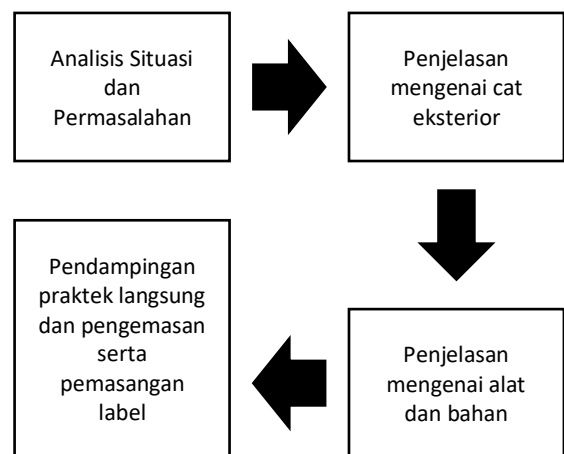 Analisis Situasi
dan
Permasalahan
Penjelasan
mengenai cat
eksterior
Penjelasan
mengenai alat
dan bahan
Pendampingan
praktek langsung
dan pengemasan
serta
pemasangan
label